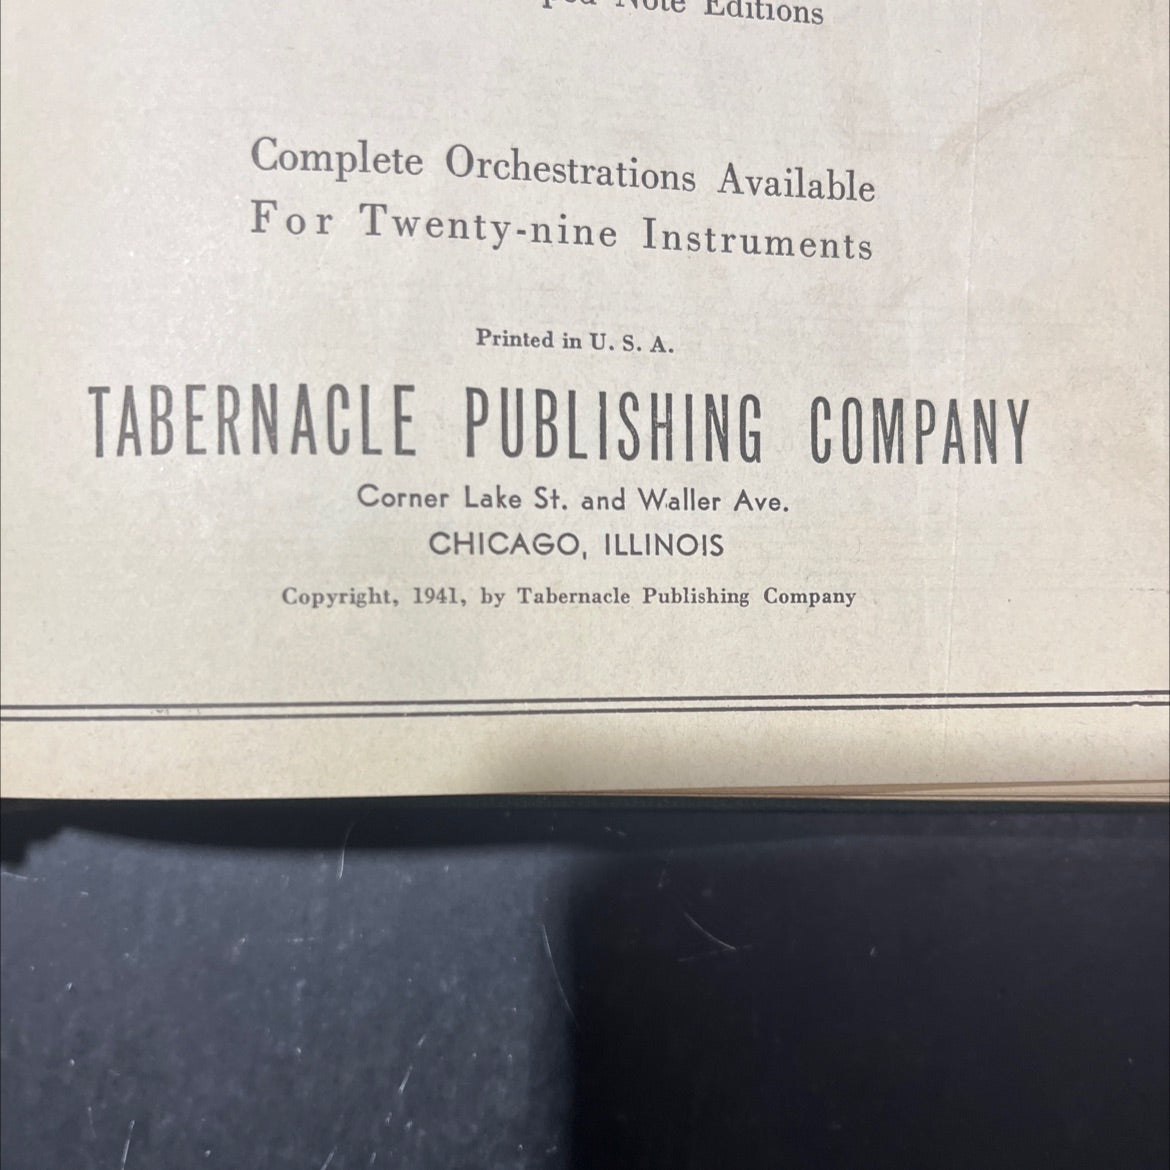 Note Editions
Complete Orchestrations Available
For Twenty-nine Instruments
Printed in U. S. A.
TABERNACLE PUBLISHING COMPANY
Corner Lake St. and Waller Ave.
CHICAGO, ILLINOIS
Copyright, 1941, by Tabernacle Publishing Company